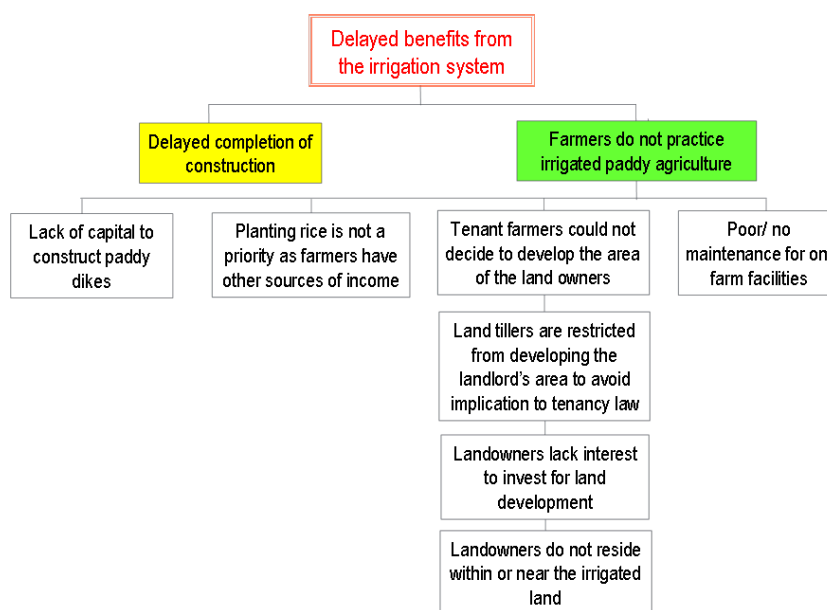 Delayed benefits from
the irrigation system
Delayed completion of
construction
Farmers do not practice
irrigated paddy agriculture
Lack of capital to
construct paddy
dikes
Planting rice is not a
priority as farmers have
other sources of income
Tenant farmers could not
decide to develop the area
of the land owners
Poor/ no
maintenance for on
farm facilities
Land tillers are restricted
from developing the
landlord's area to avoid
implication to tenancy law
Landowners lack interest
to invest for land
development
Landowners do not reside
within or near the irrigated
land